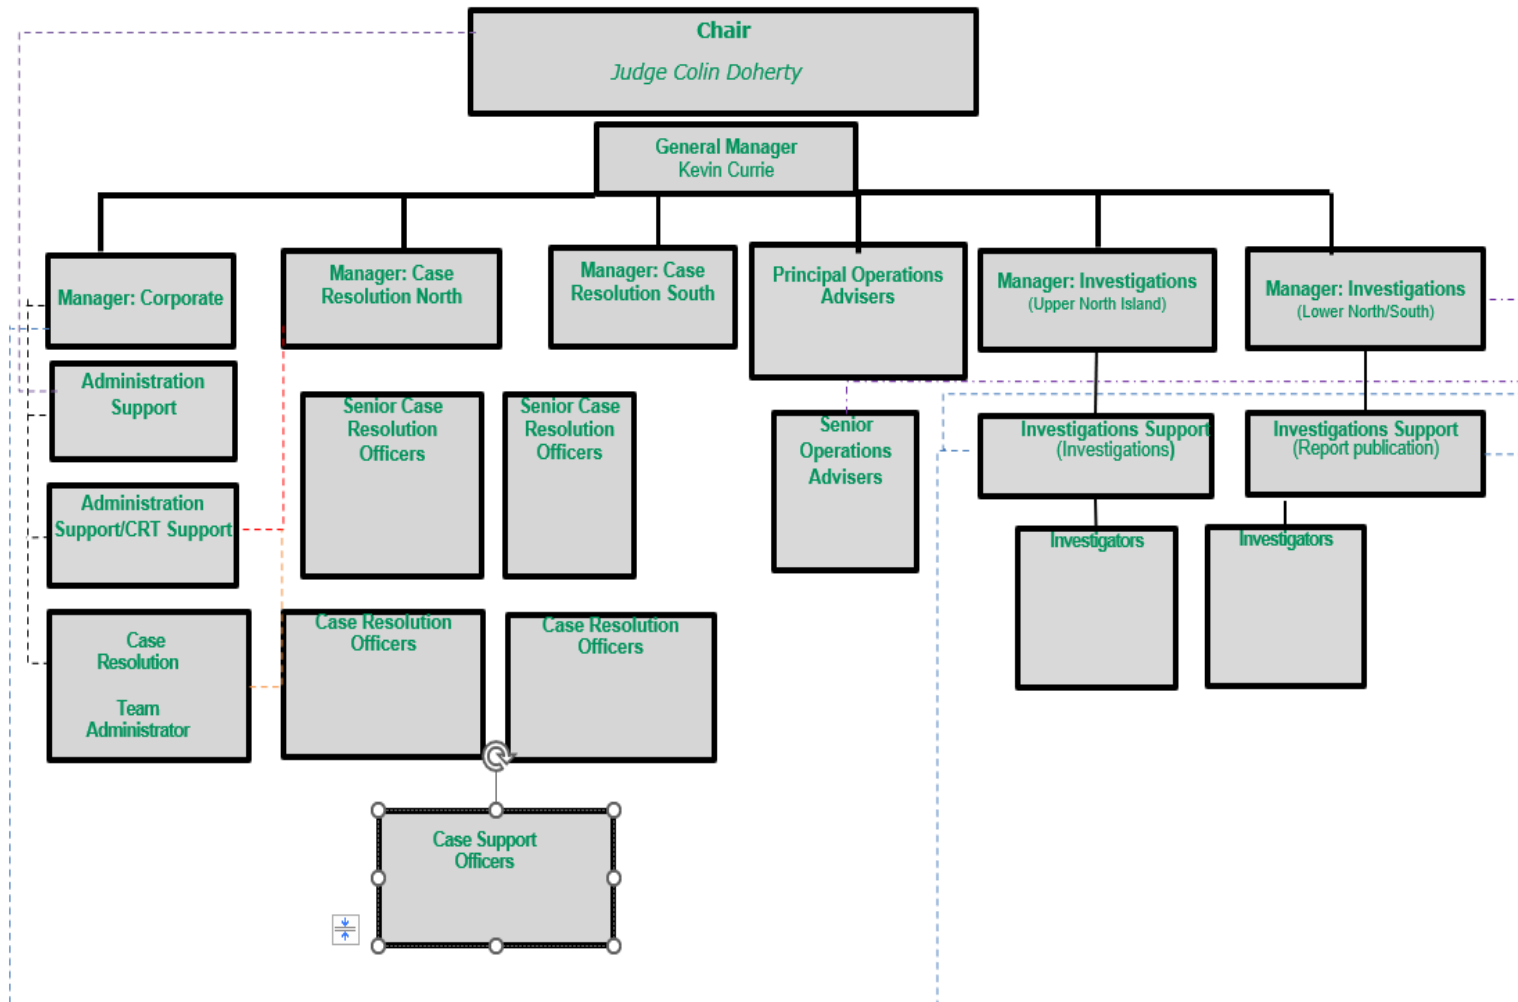 Chair
Judge Colin Doherty
General Manager
Kevin Currie
Manager: Corporate
Manager: Case
Resolution North
Manager: Case
Resolution South
Principal Operations
Advisers
Manager: Investigations
(Upper North Island)
Manager: Investigations
(Lower North/South)
Administration
Support
Senior Case
Resolution
Officers
Senior Case
Resolution
Officers
Senior
Operations
Advisers
Investigations Support
(Investigations)
Investigations Support
(Report publication)
Administration
Support/CRT Support
Investigators
Investigators
Case
Resolution
Team
Administrator
Case Resolution
Officers
Case Resolution
Officers
Case Support
Officers